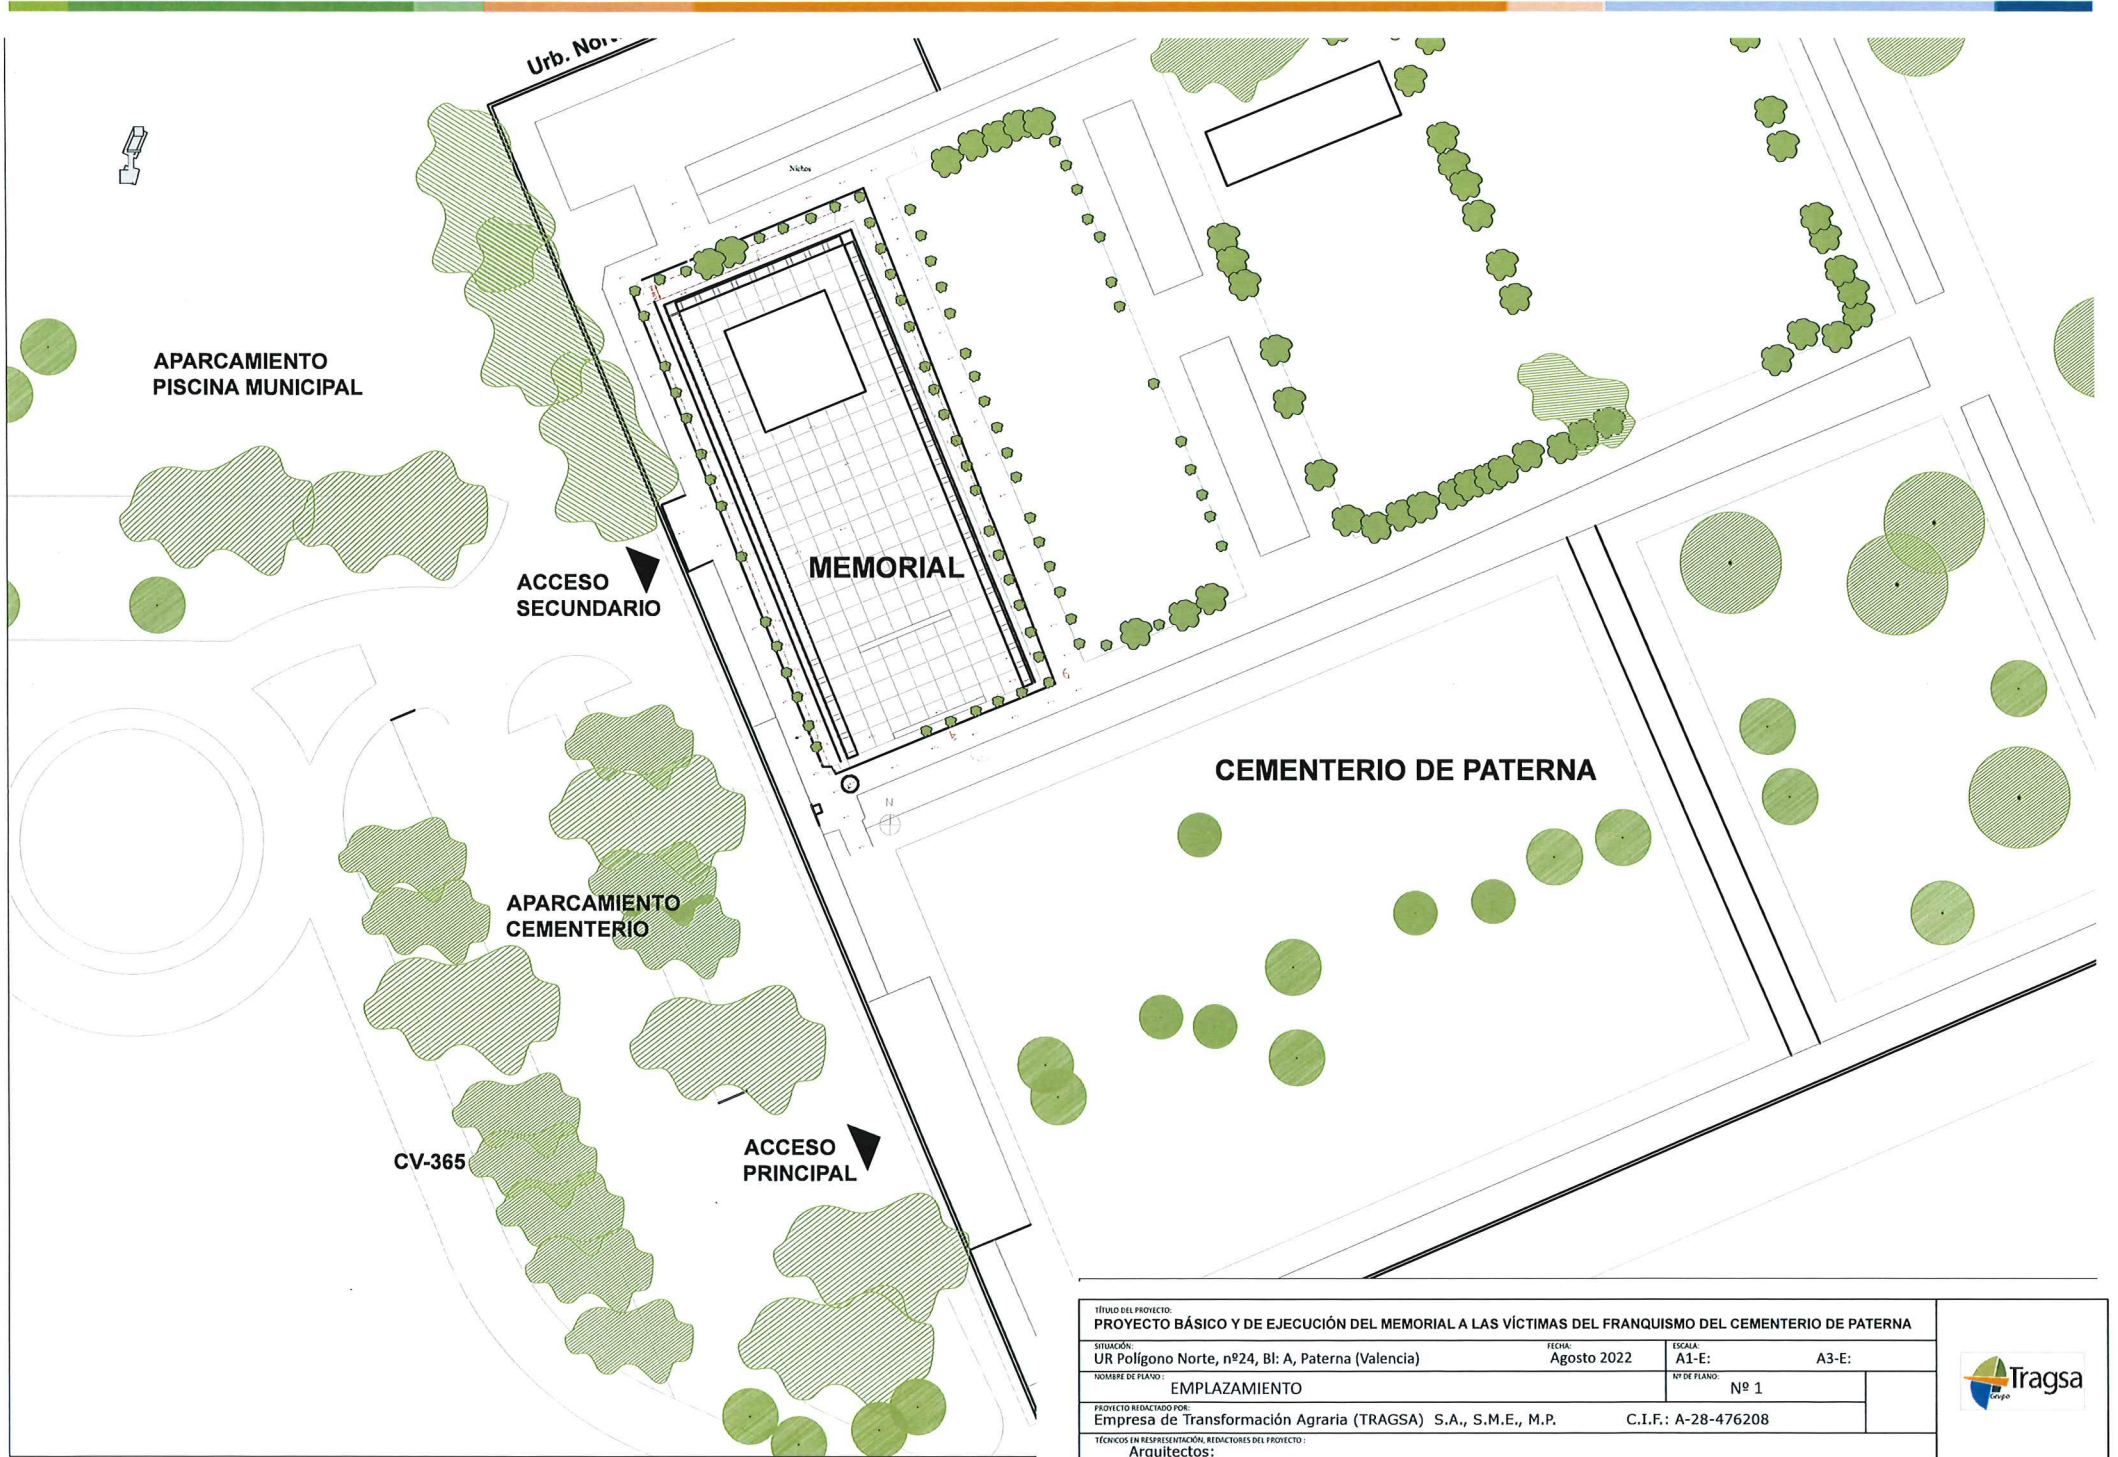 Urb.
Nichos
APARCAMIENTO
PISCINA MUNICIPAL
ACCESO
SECUNDARIO
MEMORIAL
6
CEMENTERIO DE PATERNA
N
APARCAMIENTO
CEMENTERIO
CV-365
ACCESO
PRINCIPAL
TÍTULO DEL PROYECTO:
PROYECTO BÁSICO Y DE EJECUCIÓN DEL MEMORIAL A LAS VÍCTIMAS DEL FRANQUISMO DEL CEMENTERIO DE PATERNA
SITUACIÓN:
UR Polígono Norte, nº24, Bl: A, Paterna (Valencia)
FECHA:
Agosto 2022
ESCALA:
A1-E: A3-E:
NOMBRE DE PLANO:
EMPLAZAMIENTO
Nº DE PLANO:
Nº 1
PROYECTO REDACTADO POR:
Empresa de Transformación Agraria (TRAGSA) S.A., S.M.E., M.P. C.I.F.: A-28-476208
TÉCNICOS EN RESPRESENTACIÓN, REDACTORES DEL PROYECTO :
Arquitectos:
Tragsa
Grupo